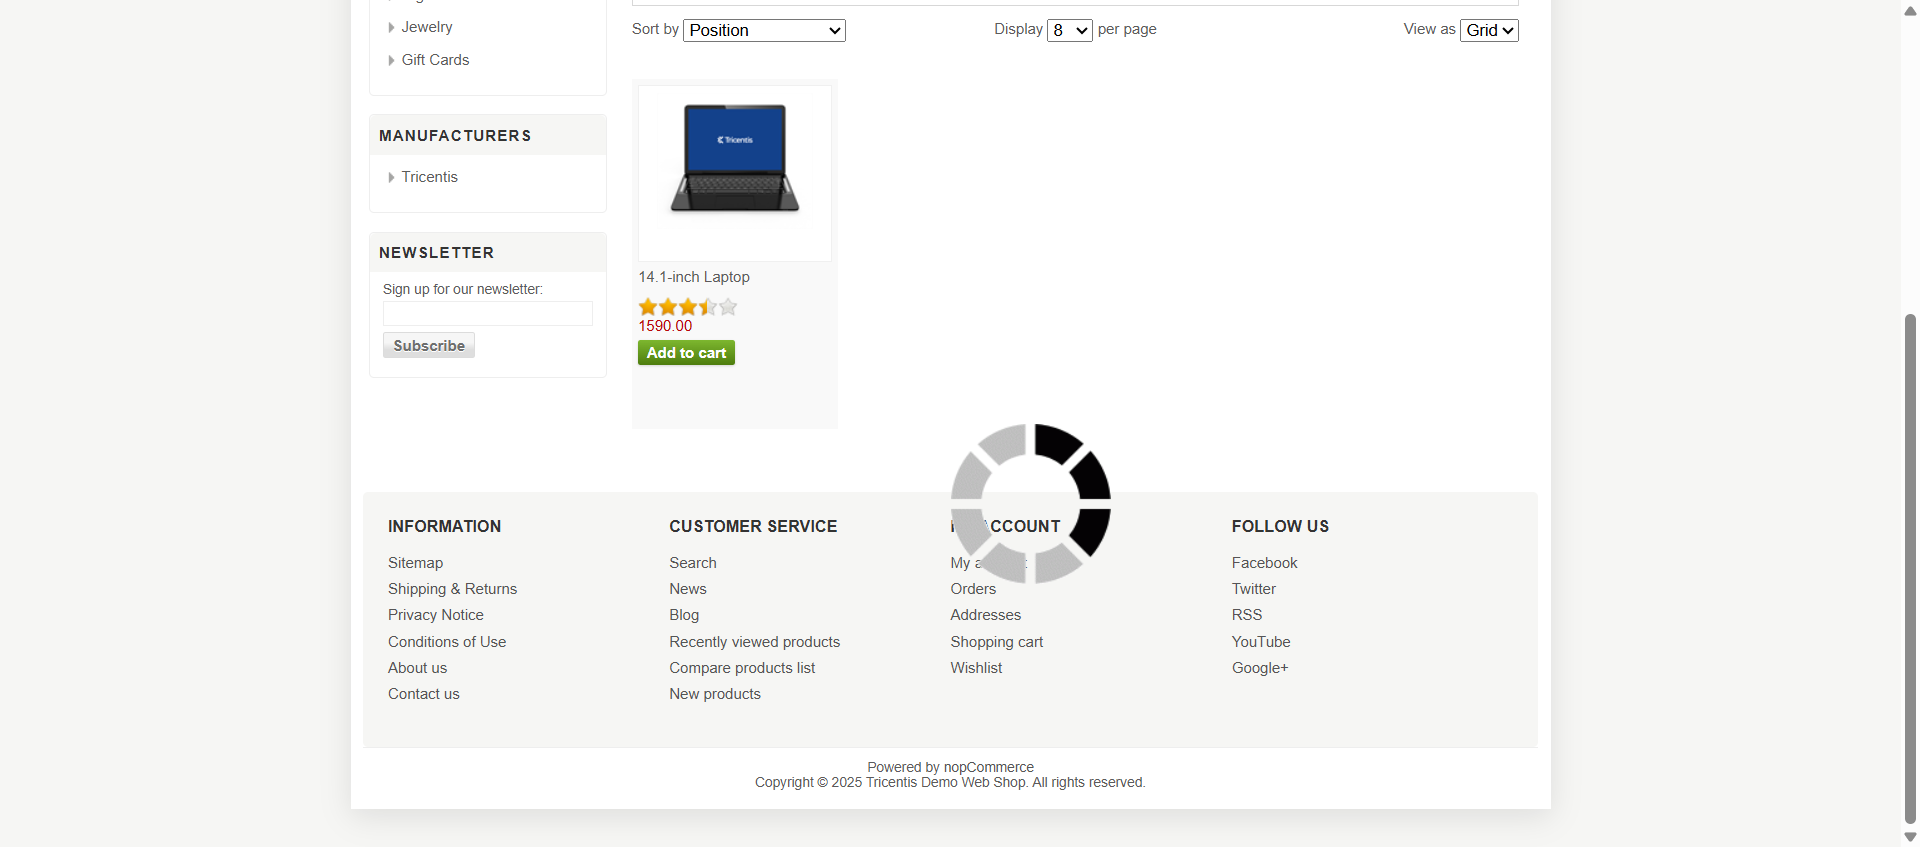 Jewelry
Gift Cards
MANUFACTURERS
Tricentis
NEWSLETTER
Sign up for our newsletter:
Subscribe
Sort by Position
Display 8 per page
View as Grid
Tricentis
14.1-inch Laptop
1590.00
Add to cart
INFORMATION
Sitemap
Shipping & Returns
Privacy Notice
Conditions of Use
About us
Contact us
CUSTOMER SERVICE
Search
News
Blog
Recently viewed products
Compare products list
New products
ACCOUNT
My
Orders
Addresses
Shopping cart
Wishlist
FOLLOW US
Facebook
Twitter
RSS
YouTube
Google+
Powered by nopCommerce
Copyright © 2025 Tricentis Demo Web Shop. All rights reserved.